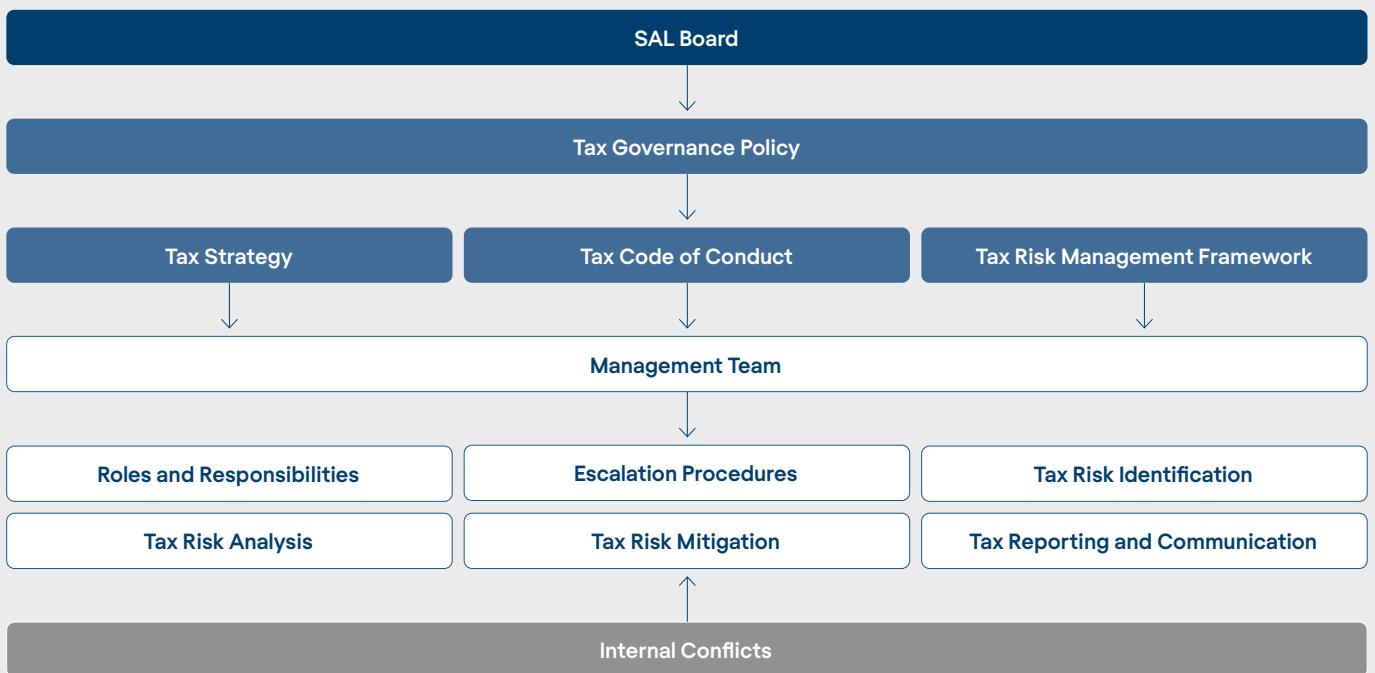 SAL Board
Tax Governance Policy
Tax Strategy
Tax Code of Conduct
Tax Risk Management Framework
Management Team
Roles and Responsibilities
Escalation Procedures
Tax Risk Identification
Tax Risk Analysis
Tax Risk Mitigation
Tax Reporting and Communication
Internal Conflicts